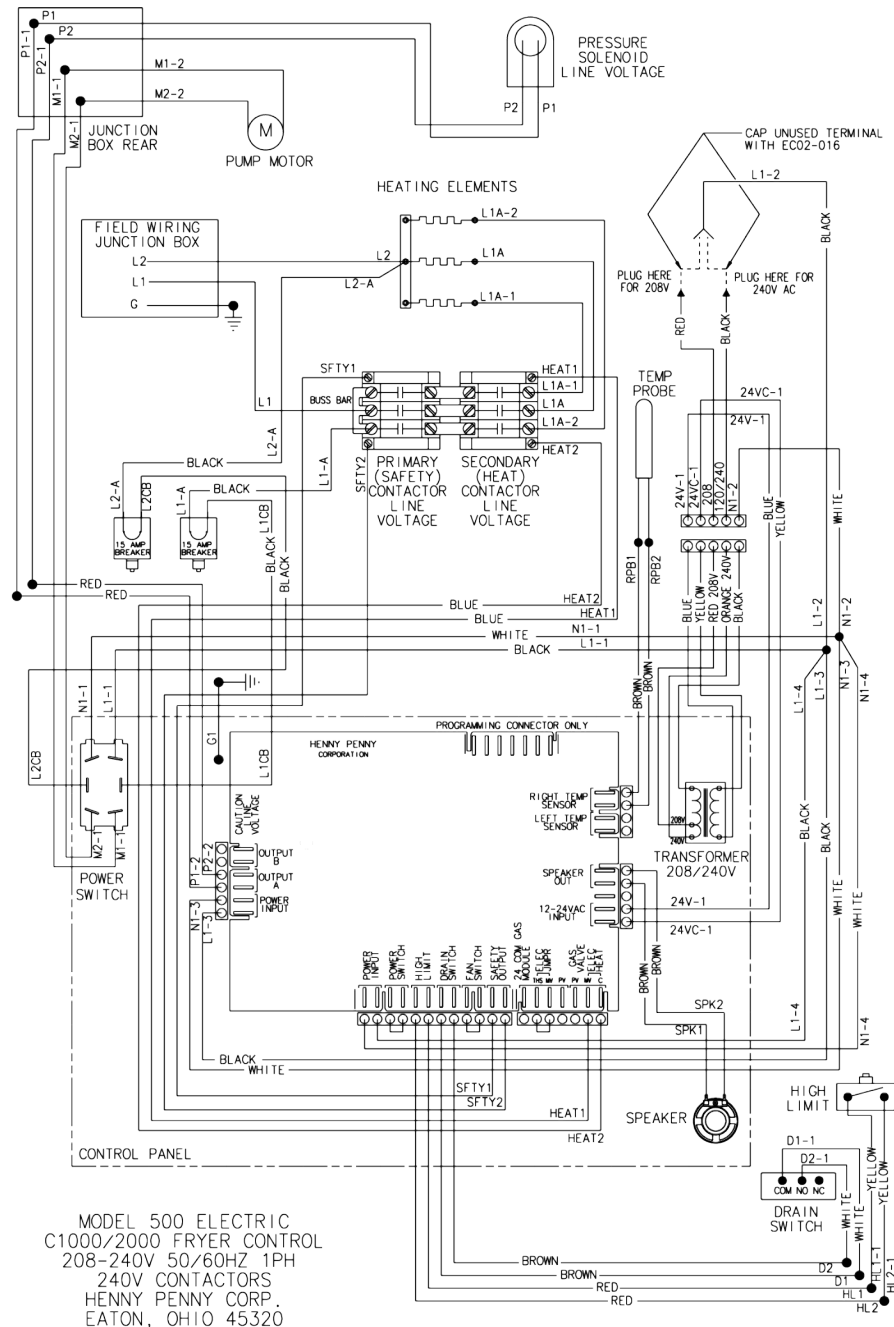 P1
P2
P1-1
P2-1
M1-1
M2-1
M1-2
M2-2
JUNCTION
BOX REAR
M
PUMP MOTOR
PRESSURE
SOLENOID
LINE VOLTAGE
P2
P1
CAP UNUSED TERMINAL
WITH EC02-016
L1-2
BLACK
HEATING ELEMENTS
L1A-2
L1A
L1A-1
L2
L2-A
FIELD WIRING
JUNCTION BOX
L2
L1
G
PLUG HERE
FOR 208V
PLUG HERE FOR
240V AC
RED
BLACK
SFTY1
HEAT1
L1A-1
L1A
L1A-2
HEAT2
BUSS BAR
L1
L2-A
L1-A
SFTY2
PRIMARY
(SAFETY)
CONTACTOR
LINE
VOLTAGE
SECONDARY
(HEAT)
CONTACTOR
LINE
VOLTAGE
TEMP
PROBE
24VC-1
24V-1
24V-1
24VC-1
208
120/240
N1-2
BLUE
YELLOW
WHITE
BLACK
BLACK
L2-A
L2CB
L1-A
L1CB
15 AMP
BREAKER
15 AMP
BREAKER
BLACK
BLACK
RPB1
RPB2
BLUE
YELLOW
RED 208V
ORANGE 240V
BLACK
RED
RED
BLUE
HEAT2
BLUE
HEAT1
WHITE
N1-1
BLACK
L1-1
L1-2
N1-2
L1-4
L1-3
N1-3
N1-4
N1-1
L1-1
G1
L2CB
L1CB
BROWN
BROWN
PROGRAMMING CONNECTOR ONLY
HENNY PENNY
CORPORATION
RIGHT TEMP
SENSOR
LEFT TEMP
SENSOR
208V
240V
TRANSFORMER
208/240V
BLACK
BLACK
WHITE
WHITE
M2-1
M1-1
POWER
SWITCH
CAUTION
LINE
VOLTAGE
P1-2
P2-2
N1-3
L1-3
OUTPUT
B
OUTPUT
A
POWER
INPUT
SPEAKER
OUT
12-24VAC
INPUT
24V-1
24VC-1
POWER
INPUT
POWER
SWITCH
HIGH
LIMIT
DRAIN
SWITCH
FAN
SWITCH
SAFETY
OUTPUT
24 COM GAS
MODULE
ELEC
JMPR
GAS
VALVE
ELEC
HEAT
THS
MV
PV
PV
MV
C
BROWN
BROWN
SPK2
SPK1
L1-4
N1-4
BLACK
WHITE
SFTY1
SFTY2
HEAT1
HEAT2
SPEAKER
HIGH
LIMIT
CONTROL PANEL
D1-1
D2-1
COM NO NC
DRAIN
SWITCH
WHITE
WHITE
YELLOW
YELLOW
BROWN
D2
BROWN
D1
RED
HL1
RED
HL2
HL1-1
HL2-1
MODEL 500 ELECTRIC
C1000/2000 FRYER CONTROL
208-240V 50/60HZ 1PH
240V CONTACTORS
HENNY PENNY CORP.
EATON, OHIO 45320